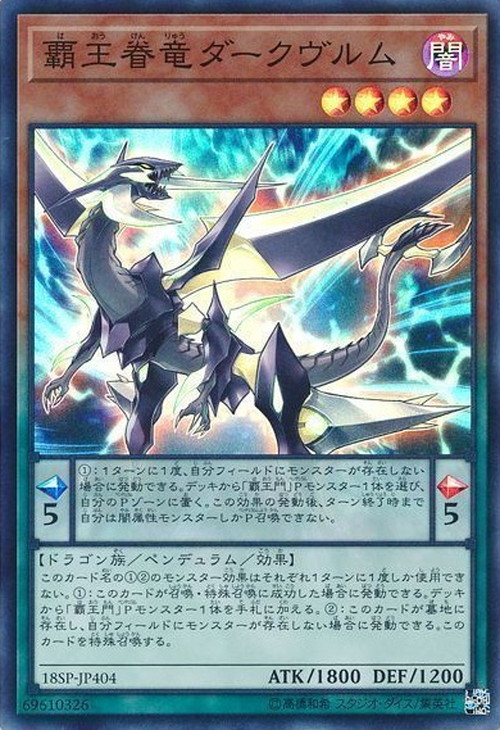 覇王眷竜ダークヴルム
闇
①:1ターンに1度、自分フィールドにモンスターが存在しない
場合に発動できる。デッキから「覇王門」Pモンスター1体を選び、
自分のPゾーンに置く。この効果の発動後、ターン終了時まで
自分は闇属性モンスターしかP召喚できない。
5
5
【ドラゴン族/ペンデュラム/効果】
このカード名の①②のモンスター効果はそれぞれ1ターンに1度しか使用で
きない。①:このカードが召喚・特殊召喚に成功した場合に発動できる。デッキ
から「覇王門」Pモンスター1体を手札に加える。②:このカードが墓地に
存在し、自分フィールドにモンスターが存在しない場合に発動できる。この
カードを特殊召喚する。
18SP-JP404
ATK/1800 DEF/1200
69610326
©高橋和希 スタジオ・ダイス/集英社